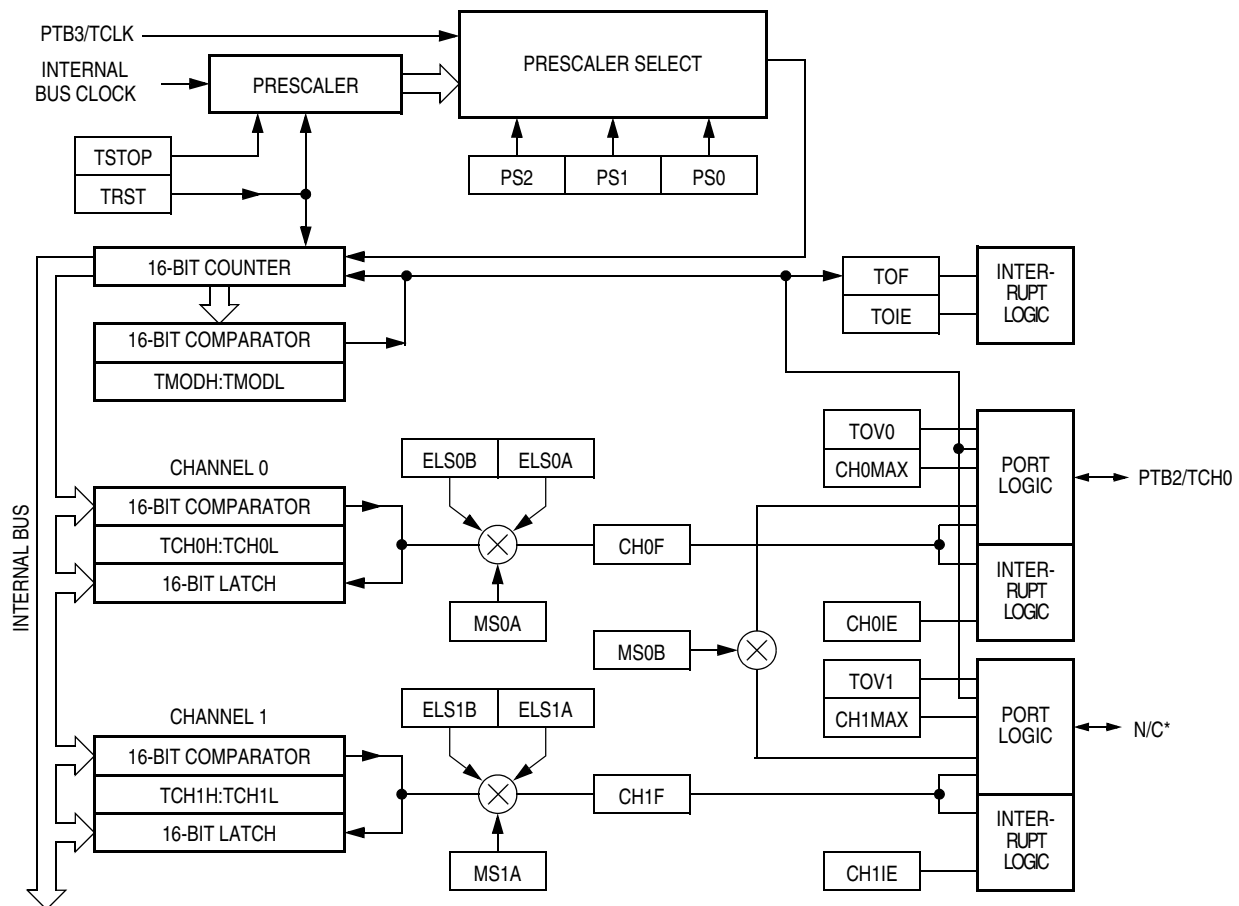 PTB3/TCLK
INTERNAL
BUS CLOCK
PRESCALER
PRESCALER SELECT
TSTOP
TRST
PS2
PS1
PS0
16-BIT COUNTER
16-BIT COMPARATOR
TMODH:TMODL
TOF
TOIE
INTER-
RUPT
LOGIC
INTERNAL BUS
CHANNEL 0
16-BIT COMPARATOR
TCH0H:TCH0L
16-BIT LATCH
ELS0B
ELS0A
MS0A
CH0F
TOV0
CH0MAX
PORT
LOGIC
PTB2/TCH0
INTER-
RUPT
LOGIC
CH0IE
MS0B
CHANNEL 1
16-BIT COMPARATOR
TCH1H:TCH1L
16-BIT LATCH
ELS1B
ELS1A
MS1A
CH1F
TOV1
CH1MAX
PORT
LOGIC
N/C*
INTER-
RUPT
LOGIC
CH1IE